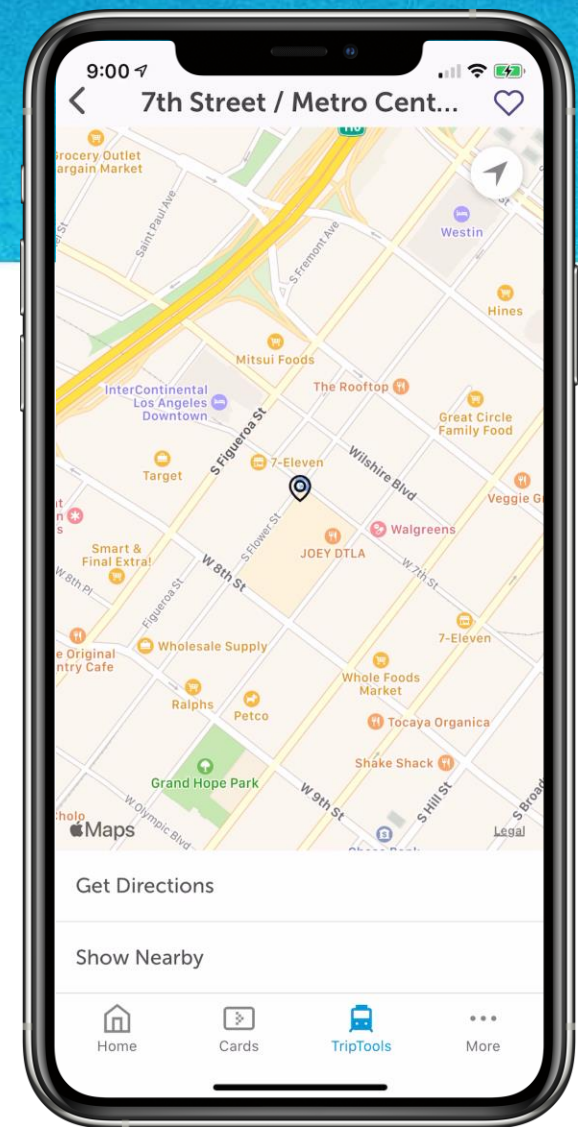 9:00
7th Street / Metro Cent...
110
Grocery Outlet
argain Market
Saint Paul Ave
S Fremont Ave
Westin
Hines
Mitsui Foods
InterContinental
Los Angeles
Downtown
The Rooftop
Great Circle
Family Food
S Figueroa St
Target
7-Eleven
Wilshire Blvd
Veggie G
Walgreens
S Flower St
JOEY DTLA
Smart &
Final Extra!
W 8th Pl
W 8th St
W 7th St
Figueroa St
7-Eleven
e Original
ntry Cafe
Wholesale Supply
Whole Foods
Market
Ralphs
Petco
Tocaya Organica
Shake Shack
Grand Hope Park
W 9th St
S Hill St
S Broad
Cholo
W Olympic Blvd
Maps
Legal
Get Directions
Show Nearby
Home
Cards
TripTools
More